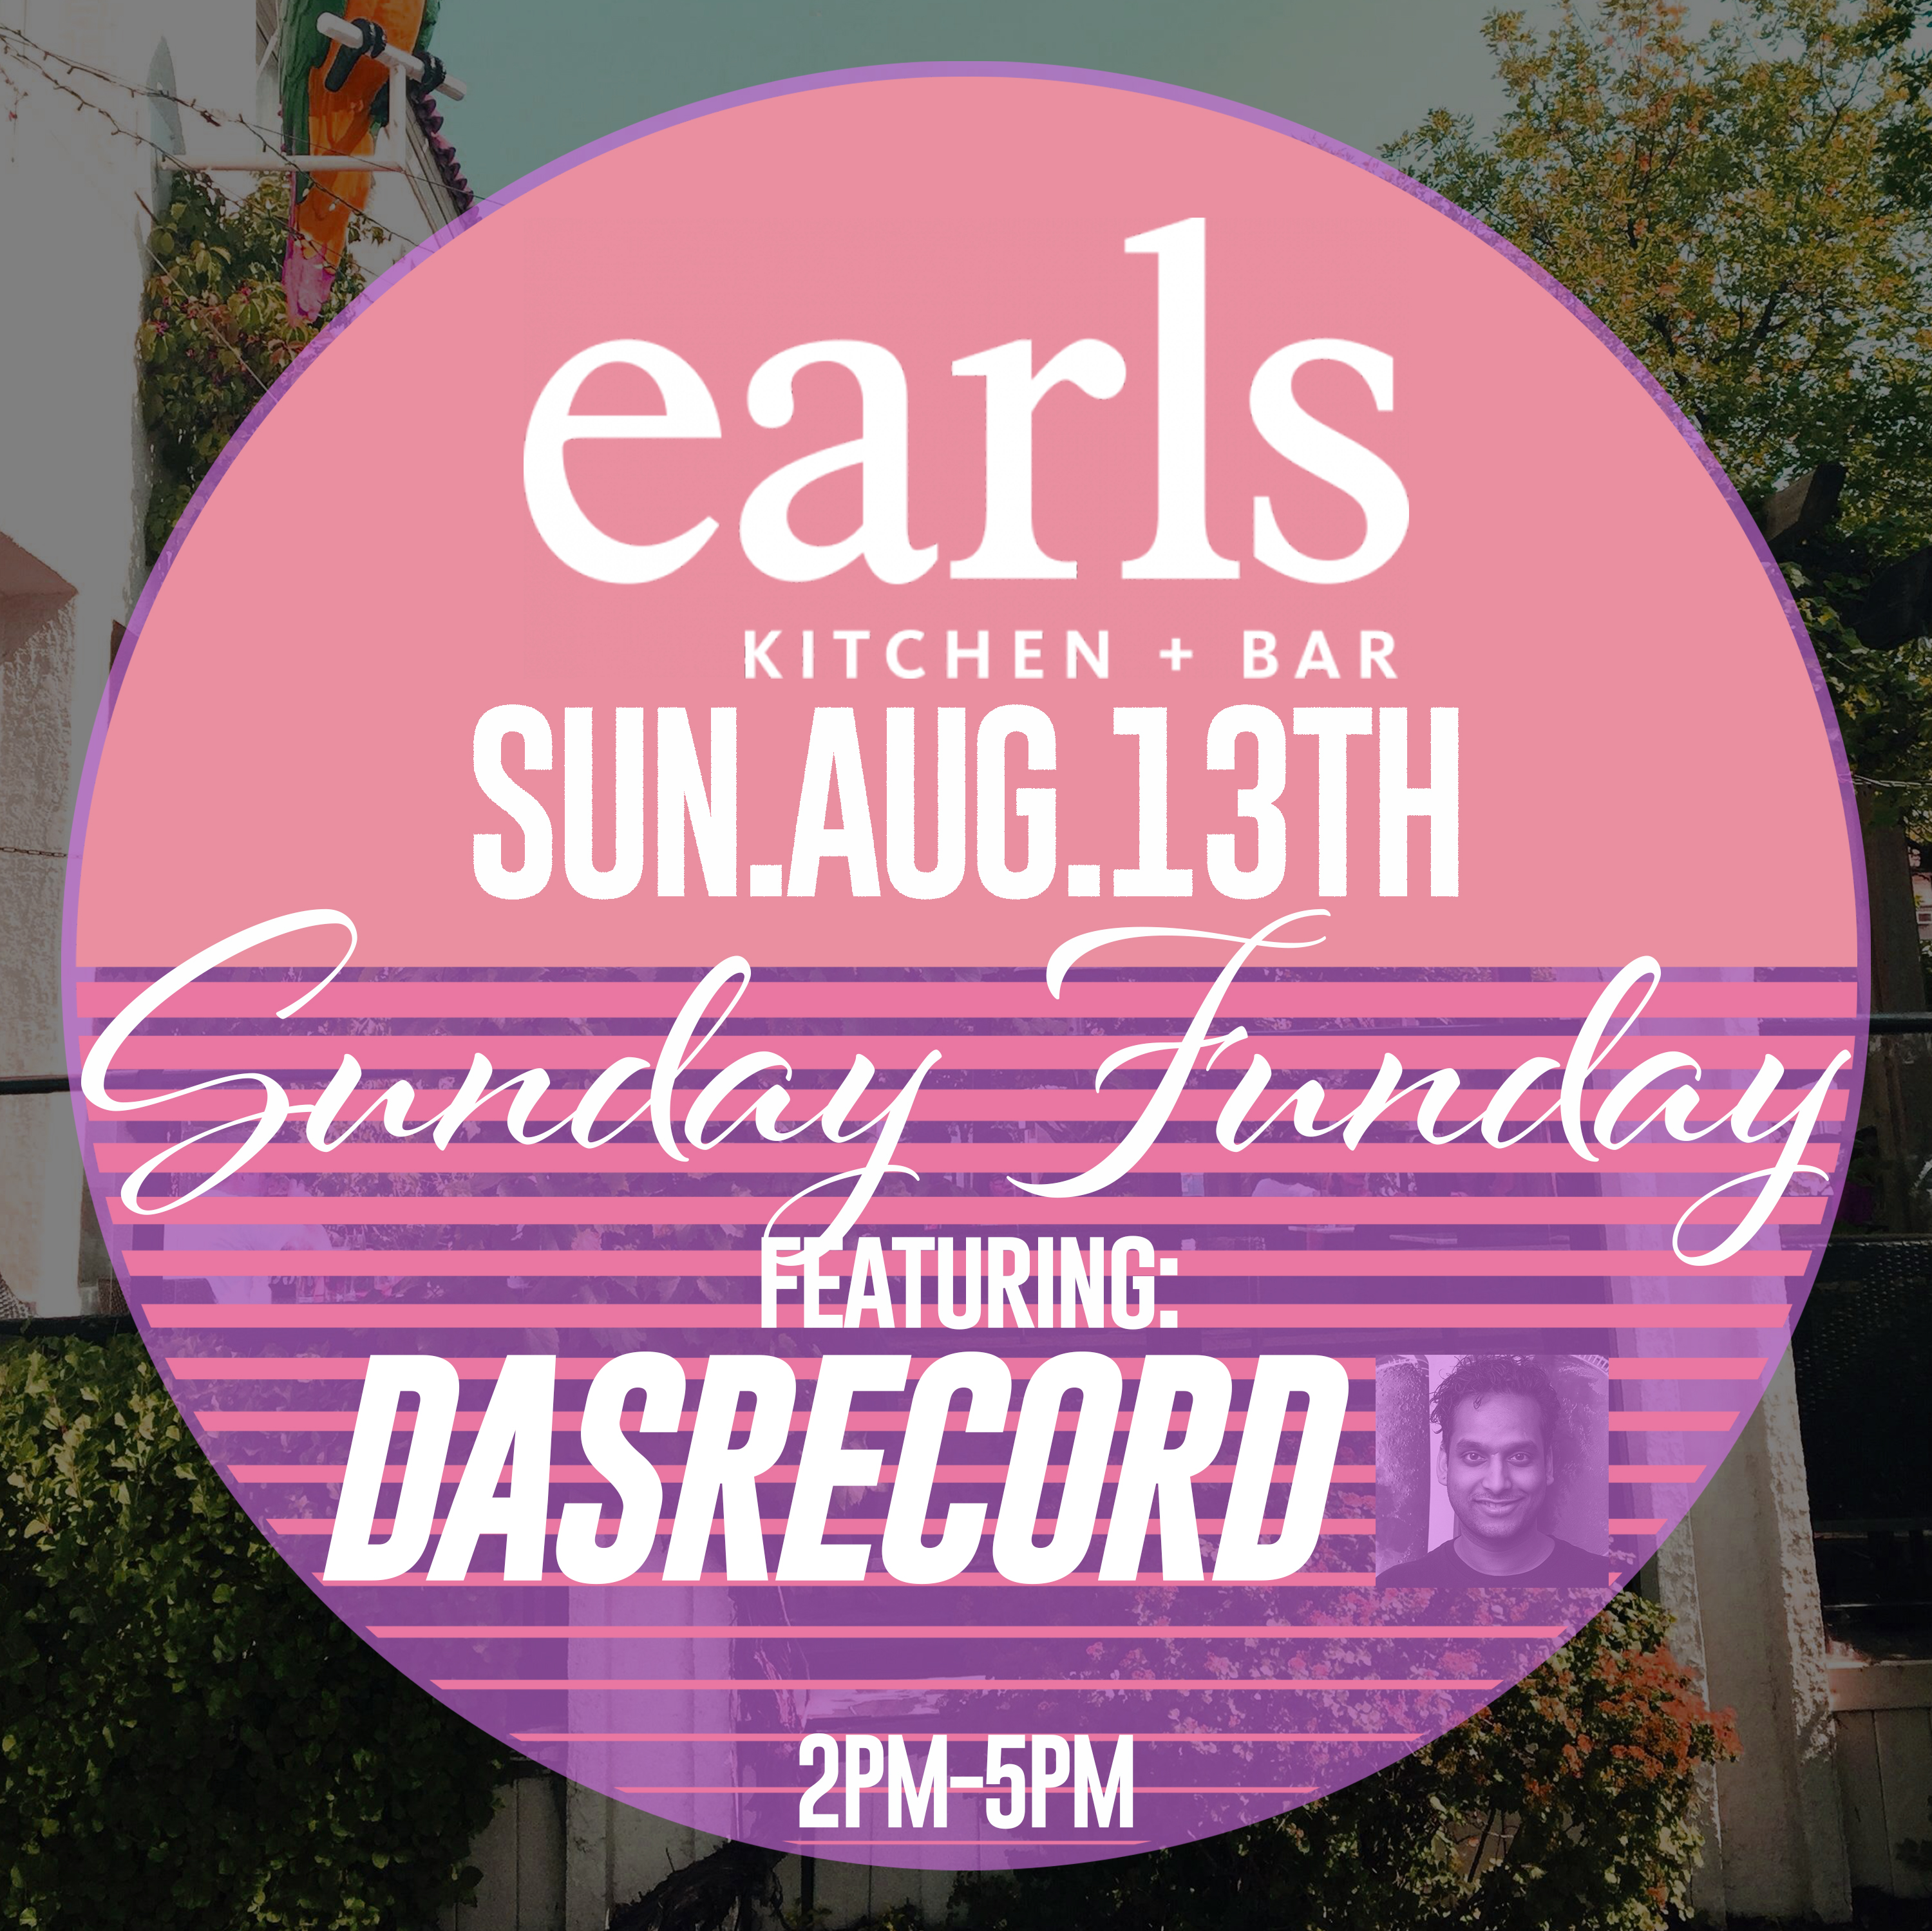 earls
KITCHEN + BAR
SUN.AUG.13TH
Sunday Funday
FEATURING:
DASRECORD
2PM-5PM